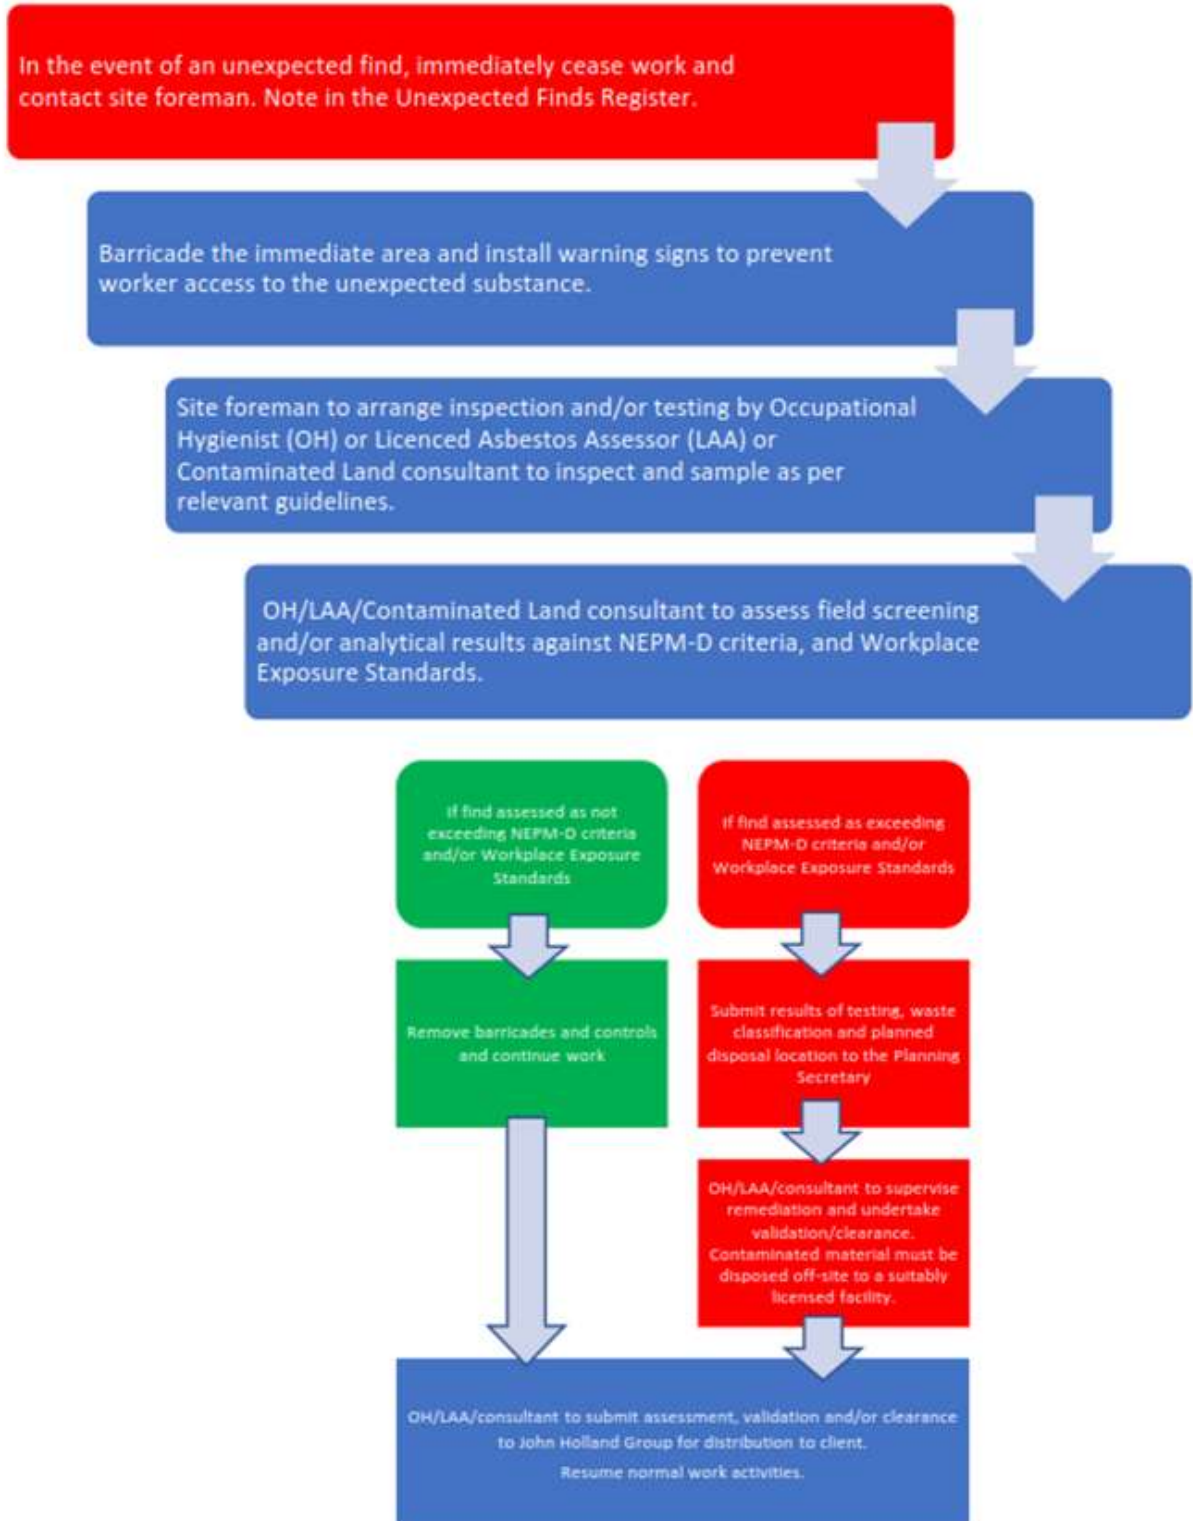 In the event of an unexpected find, immediately cease work and
contact site foreman. Note in the Unexpected Finds Register.
Barricade the immediate area and install warning signs to prevent
worker access to the unexpected substance.
Site foreman to arrange inspection and/or testing by Occupational
Hygienist (OH) or Licenced Asbestos Assessor (LAA) or
Contaminated Land consultant to inspect and sample as per
relevant guidelines.
OH/LAA/Contaminated Land consultant to assess field screening
and/or analytical results against NEPM-D criteria, and Workplace
Exposure Standards.
If find assessed as not
exceeding NEPM-D criteria
and/or Workplace Exposure
Standards
If find assessed as exceeding
NEPM-D criteria and/or
Workplace Exposure Standards
Remove barricades and controls
and continue work
Submit results of testing, waste
classification and planned
disposal location to the Planning
Secretary
OH/LAA/consultant to supervise
remediation and undertake
validation/clearance.
Contaminated material must be
disposed off-site to a suitably
licensed facility.
OH/LAA/consultant to submit assessment, validation and/or clearance
to John Holland Group for distribution to client.
Resume normal work activities.